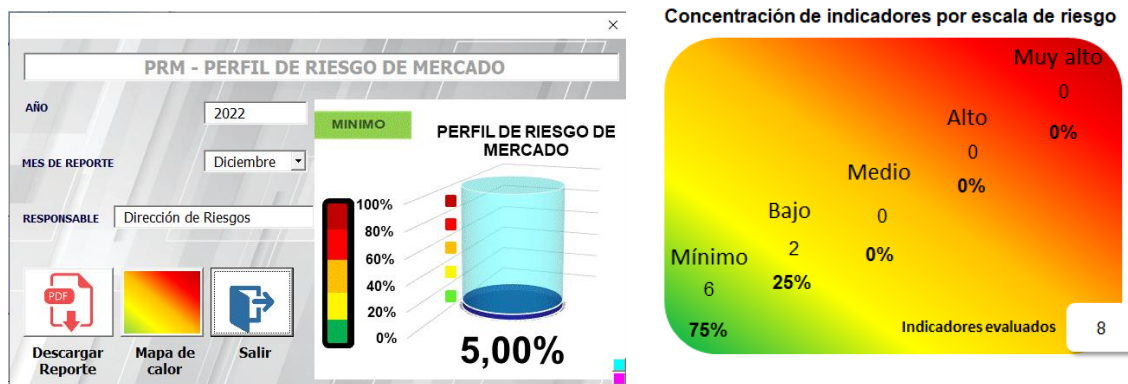 ×
PRM - PERFIL DE RIESGO DE MERCADO
AÑO
2022
MES DE REPORTE
Diciembre
RESPONSABLE
Dirección de Riesgos
PDF
Descargar
Reporte
Mapa de
calor
Salir
MINIMO
PERFIL DE RIESGO DE
MERCADO
100%
80%
60%
40%
20%
0%
5,00%
Concentración de indicadores por escala de riesgo
Muy alto
0
0%
Alto
0
0%
Medio
0
0%
Bajo
2
25%
Mínimo
6
75%
Indicadores evaluados
8